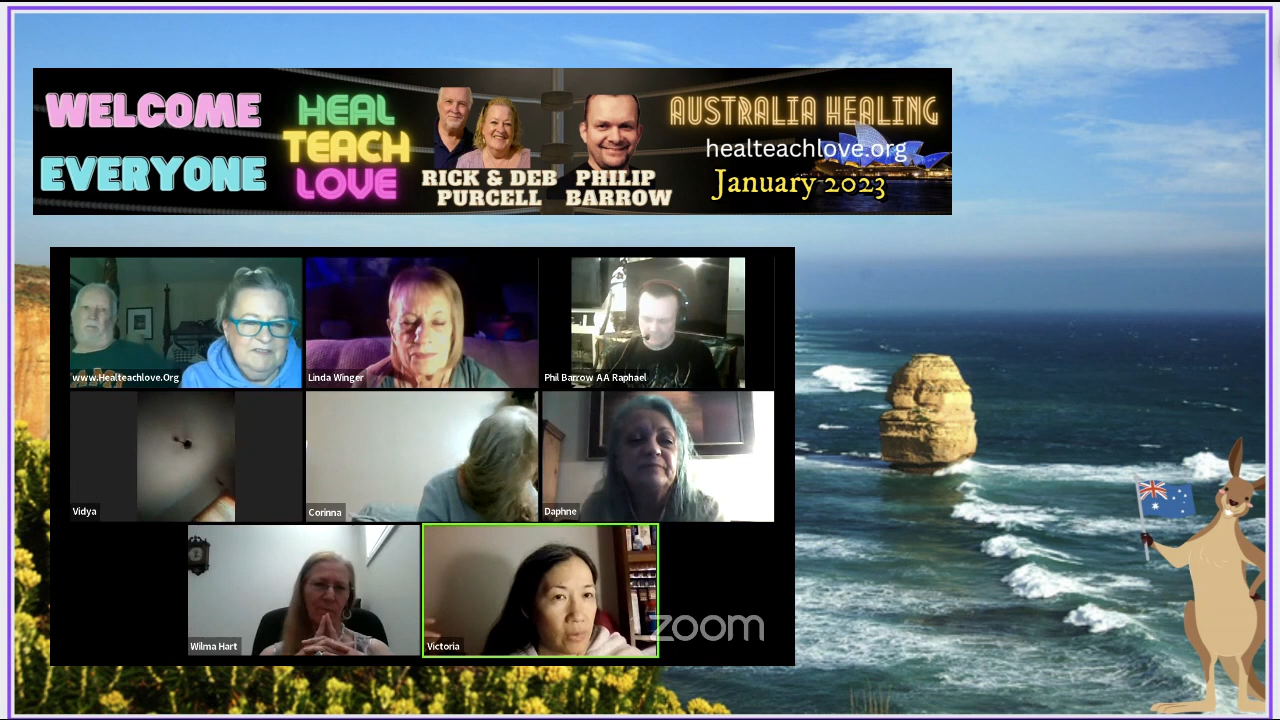 WELCOME
EVERYONE
HEAL
TEACH
LOVE
RICK & DEB
PURCELL
PHILIP
BARROW
AUSTRALIA HEALING
healteachlove.org
January 2023
www.Healteachlove.Org
Linda Winger
Phil Barrow A A Raphael
Vidya
Corinna
Daphne
Wilma Hart
Victoria
zoom